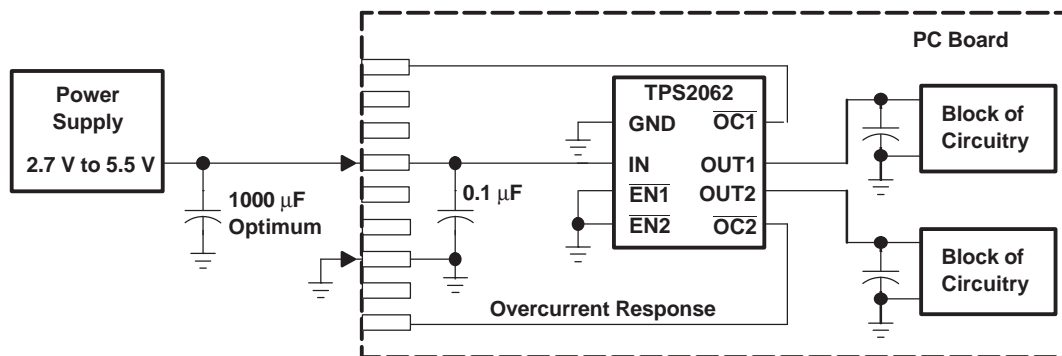 PC Board
Power
Supply
2.7 V to 5.5 V
1000 μF
Optimum
0.1 μF
TPS2062
GND
OC1
IN
OUT1
EN1
OUT2
EN2
OC2
Overcurrent Response
Block of
Circuitry
Block of
Circuitry